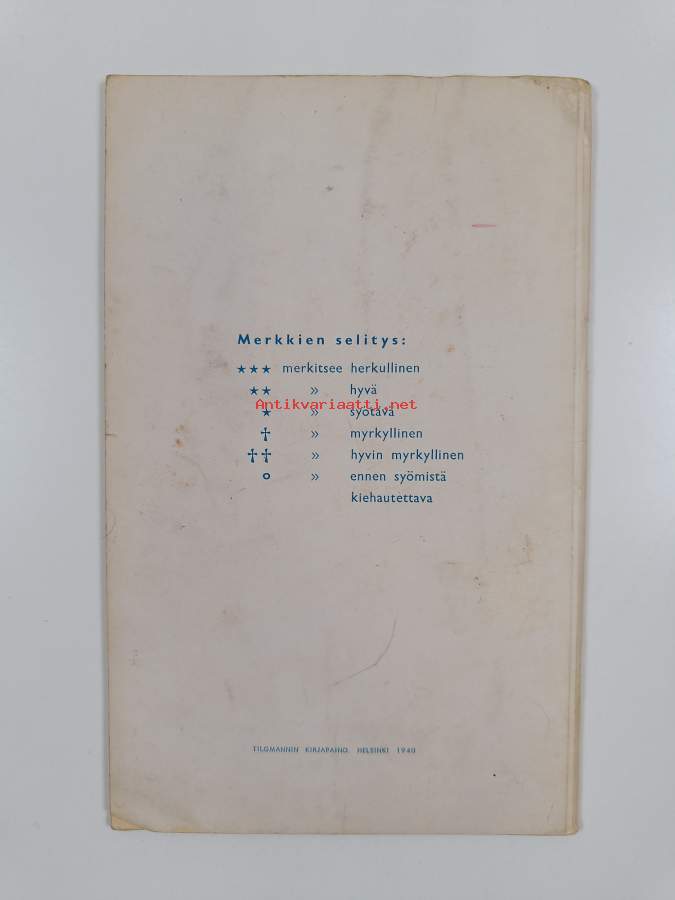 Merkkien selitys:
★★★ merkitsee herkullinen
★★ » hyvä
Antikvariaatti.net
★ » syötävä
† » myrkyllinen
†† » hyvin myrkyllinen
o » ennen syömistä
kiehautettava
TILGMANNIN KIRJAPAINO, HELSINKI 1940